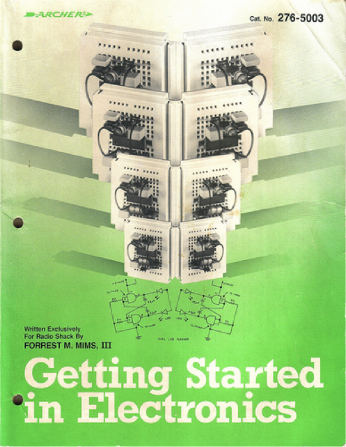 ARCHER
Cat. No. 276-5003
Written Exclusively
For Radio Shack By
FORREST M. MIMS, III
Getting Started
in Electronics